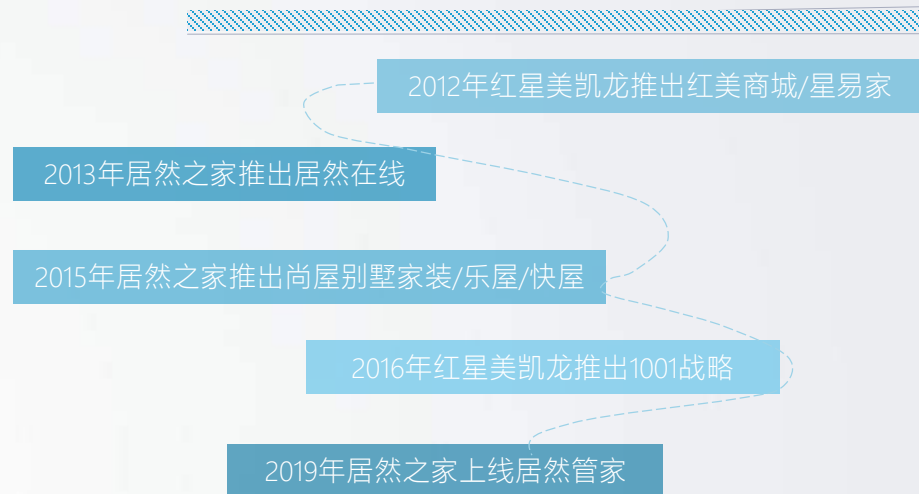 2012年红星美凯龙推出红美商城/星易家
2013年居然之家推出居然在线
2015年居然之家推出尚屋别墅家装/乐屋/快屋
2016年红星美凯龙推出1001战略
2019年居然之家上线居然管家